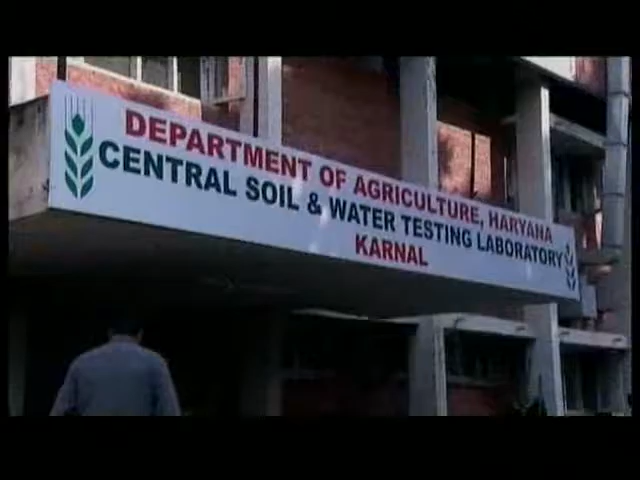 DEPARTMENT OF AGRICULTURE, HARYANA
CENTRAL SOIL & WATER TESTING LABORATORY
KARNAL